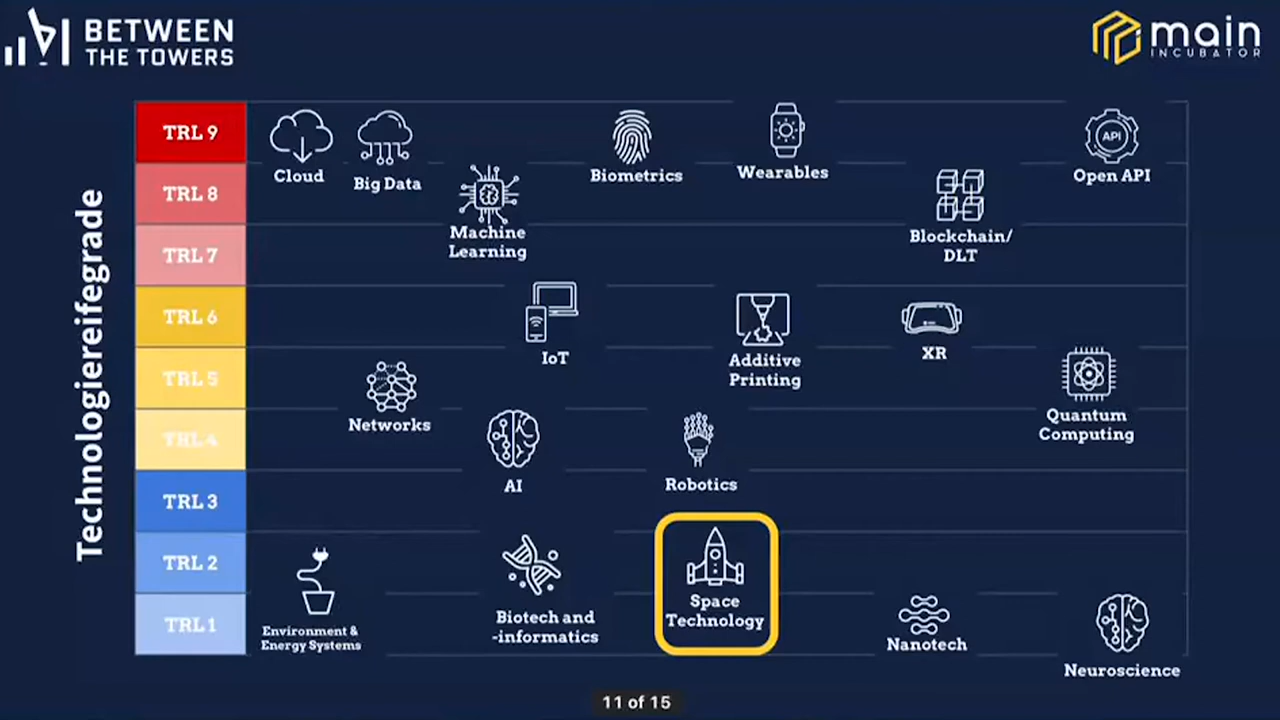 BETWEEN
THE TOWERS
main
INCUBATOR
Technologiereifegrade
TRL 9
TRL 8
TRL 7
TRL 6
TRL 5
TRL 4
TRL 3
TRL 2
TRL 1
Cloud
Big Data
Biometrics
Wearables
API
Open API
Machine
Learning
Blockchain/
DLT
IoT
Additive
Printing
XR
Networks
Quantum
Computing
AI
Robotics
Environment &
Energy Systems
Biotech and
-informatics
Space
Technology
Nanotech
Neuroscience
11 of 15